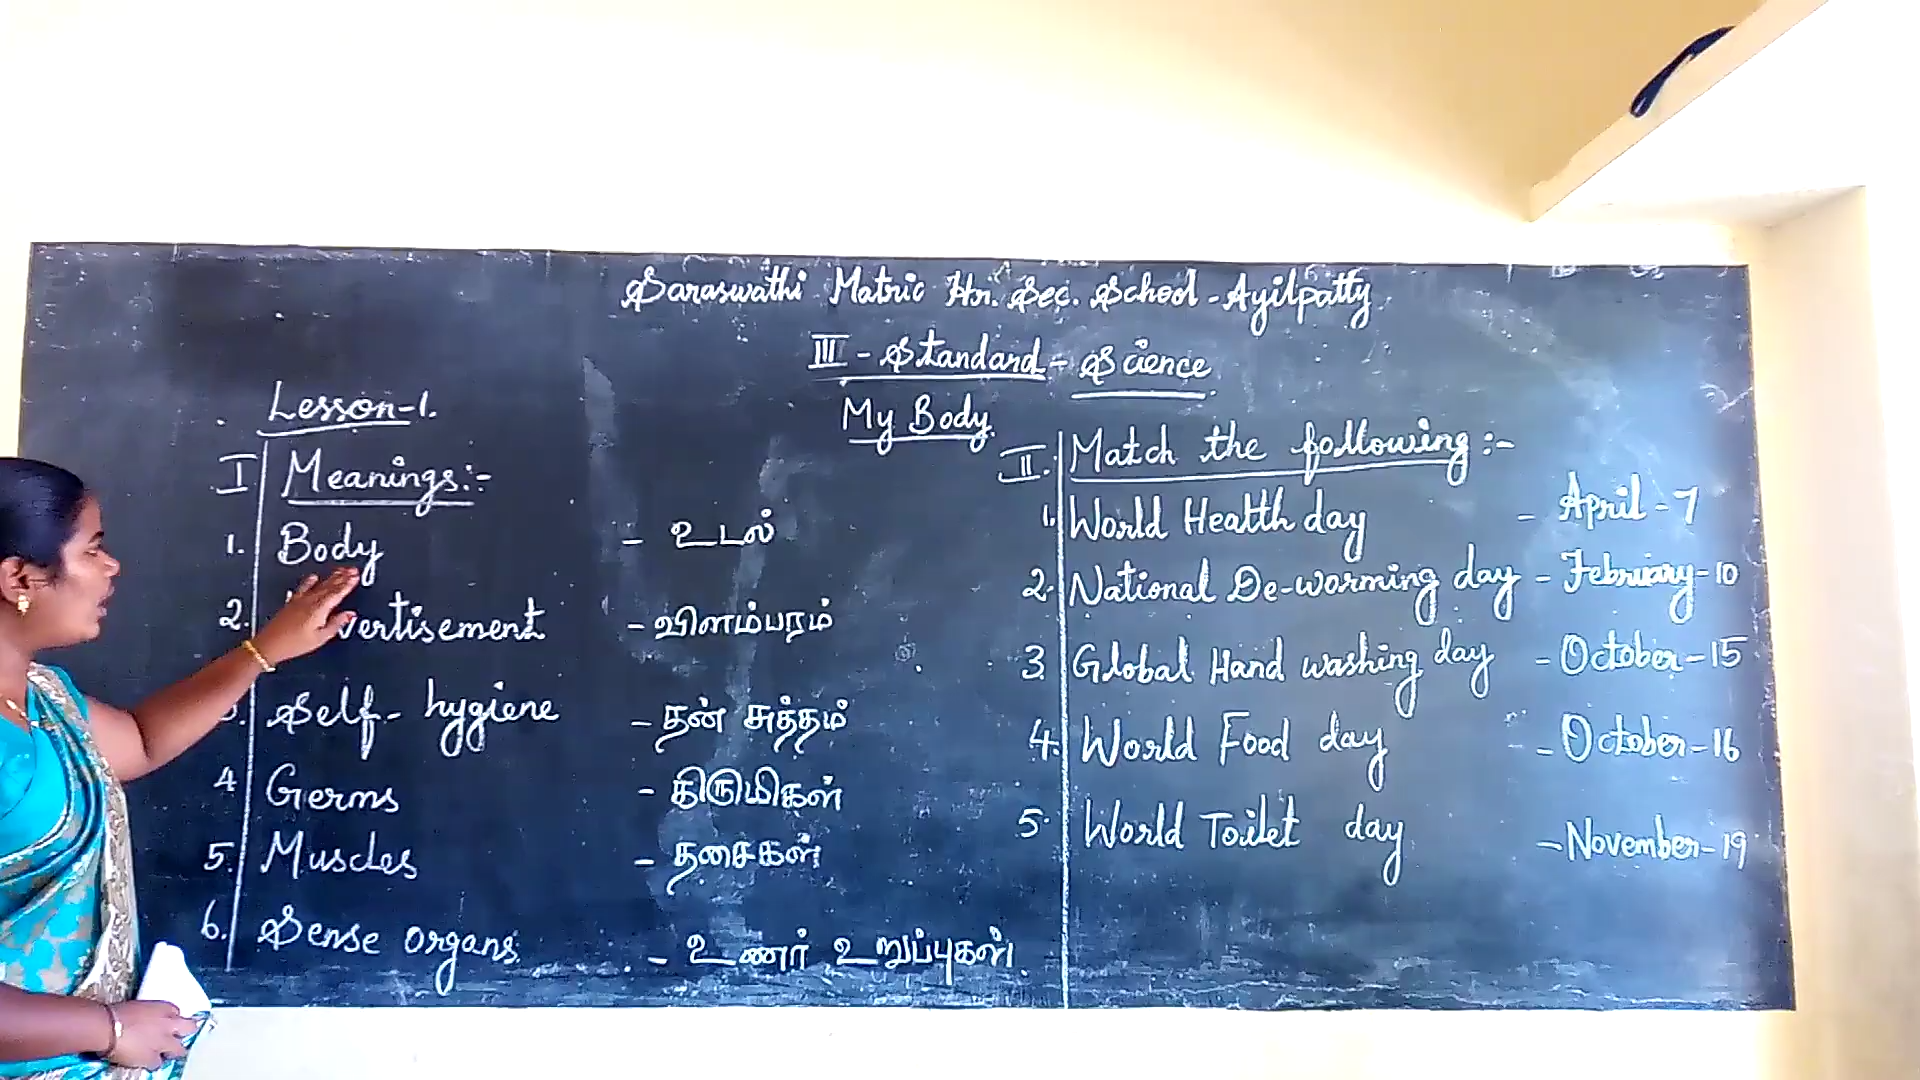 Saraswathi Matric Hr. Sec. School - Ayilpatty
III - Standard - Science
Lesson-1.
My Body
I Meanings:-
1. Body - உடல்
2. - விளம்பரம்
3. Self - hygiene - தன் சுத்தம்
4 Germs - கிருமிகள்
5. Muscles - தசைகள்
6. Sense organs. - உணர் உறுப்புகள்.
II. Match the following :-
1. World Health day - April - 7
2. National De-worming day - February - 10
3. Global Hand washing day - October - 15
4. World Food day - October - 16
5. World Toilet day - November - 19